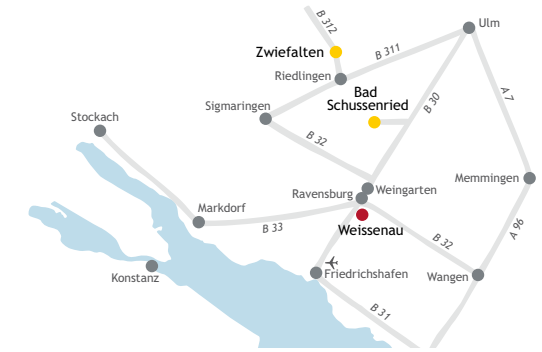 B 312
Ulm
Zwiefalten
B 311
Riedlingen
Bad
Schussenried
A 7
Sigmaringen
B 30
Stockach
B 32
Memmingen
Weingarten
Ravensburg
Markdorf
B 33
Weissenau
B 32
A 96
Konstanz
Friedrichshafen
Wangen
B 31